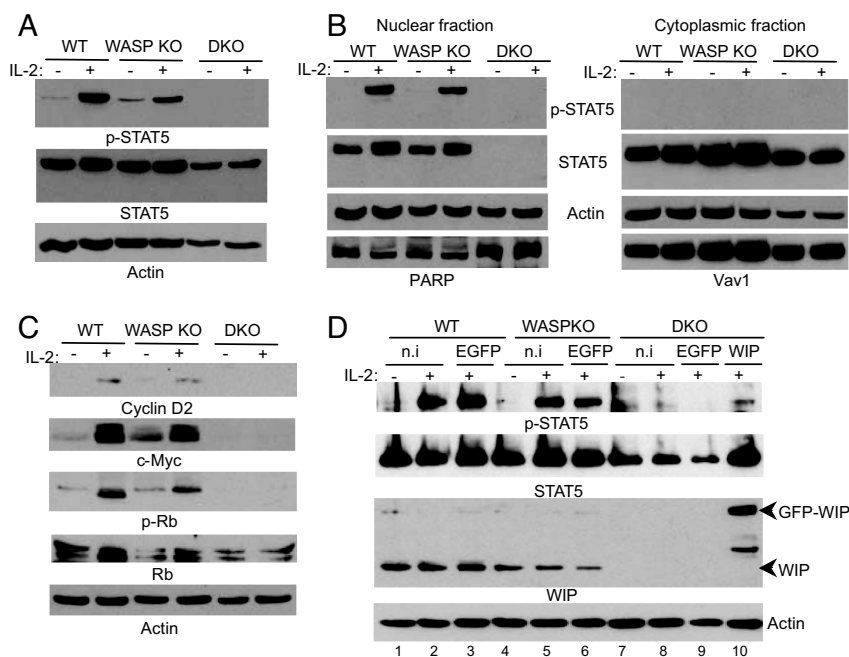 A
WT WASP KO DKO
IL-2: - + - + - +
p-STAT5
STAT5
Actin
B
Nuclear fraction Cytoplasmic fraction
WT WASP KO DKO WT WASP KO DKO
IL-2: - + - + - + - + - + - +
p-STAT5
STAT5
Actin
PARP Vav1
C
WT WASP KO DKO
IL-2: - + - + - +
Cyclin D2
c-Myc
p-Rb
Rb
Actin
D
WT WASPKO DKO
n.i EGFP n.i EGFP n.i EGFP WIP
IL-2: - + + - + + - + + +
p-STAT5
STAT5
GFP-WIP
WIP
WIP
Actin
1 2 3 4 5 6 7 8 9 10